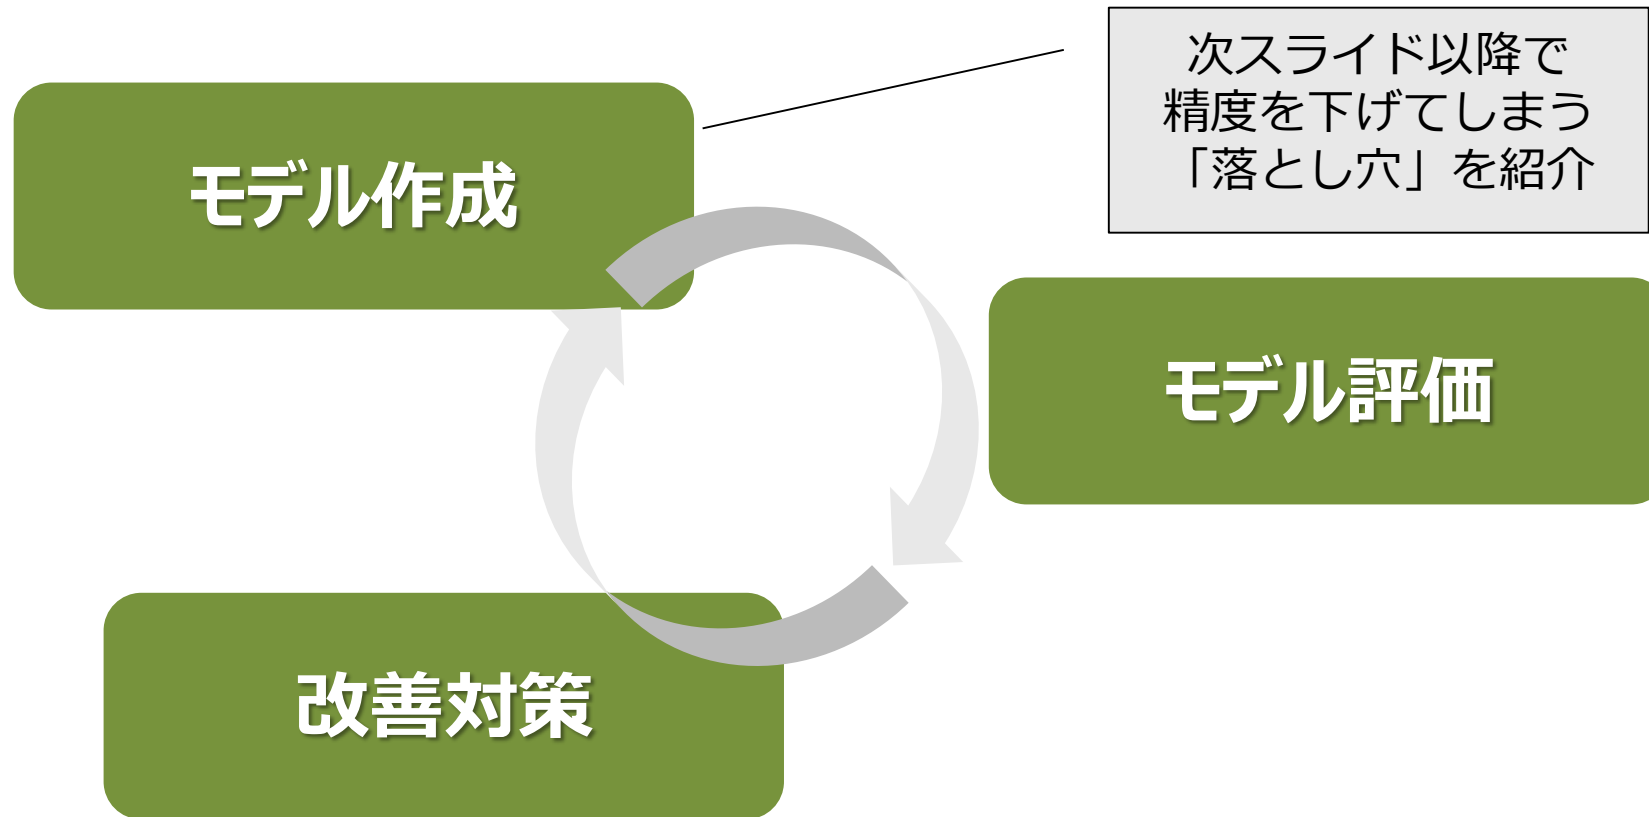 次スライド以降で
精度を下げてしまう
「落とし穴」を紹介
モデル作成
モデル評価
改善対策